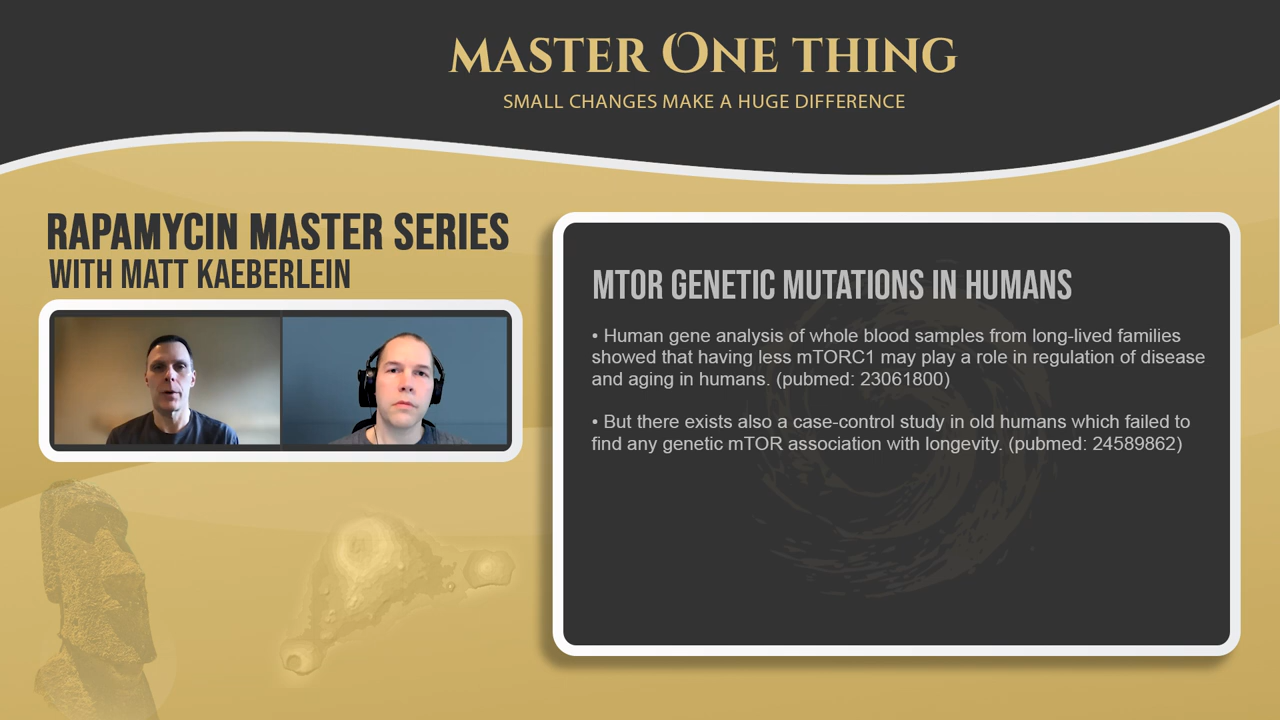 MASTER ONE THING
SMALL CHANGES MAKE A HUGE DIFFERENCE
RAPAMYCIN MASTER SERIES
WITH MATT KAEBERLEIN
MTOR GENETIC MUTATIONS IN HUMANS
• Human gene analysis of whole blood samples from long-lived families
showed that having less mTORC1 may play a role in regulation of disease
and aging in humans. (pubmed: 23061800)
• But there exists also a case-control study in old humans which failed to
find any genetic mTOR association with longevity. (pubmed: 24589862)